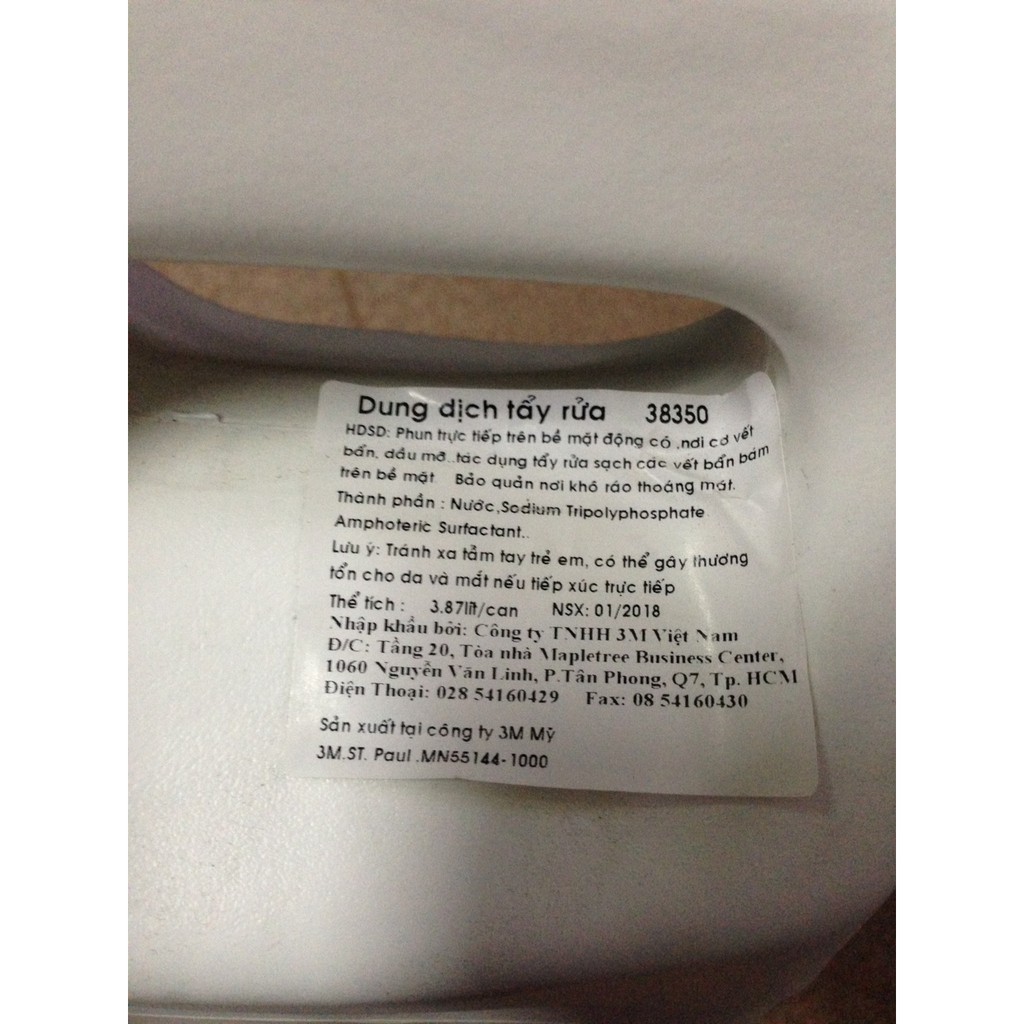 Dung dịch tẩy rửa 38350
HDSD: Phun trực tiếp trên bề mặt động có ,nơi cơ vết
bẩn, dầu mỡ..tác dụng tẩy rửa sạch các vết bẩn bám
trên bề mặt. Bảo quản nơi khô ráo thoáng mát.
Thành phần : Nước,Sodium Tripolyphosphate
Amphoteric Surfactant..
Lưu ý: Tránh xa tầm tay trẻ em, có thể gây thương
tổn cho da và mắt nếu tiếp xúc trực tiếp
Thể tích : 3.87lít/can NSX: 01/2018
Nhập khẩu bởi: Công ty TNHH 3M Việt Nam
Đ/C: Tầng 20, Tòa nhà Mapletree Business Center,
1060 Nguyễn Văn Linh, P.Tân Phong, Q7, Tp. HCM
Điện Thoại: 028 54160429 Fax: 08 54160430
Sản xuất tại công ty 3M Mỹ
3M.ST. Paul .MN55144-1000